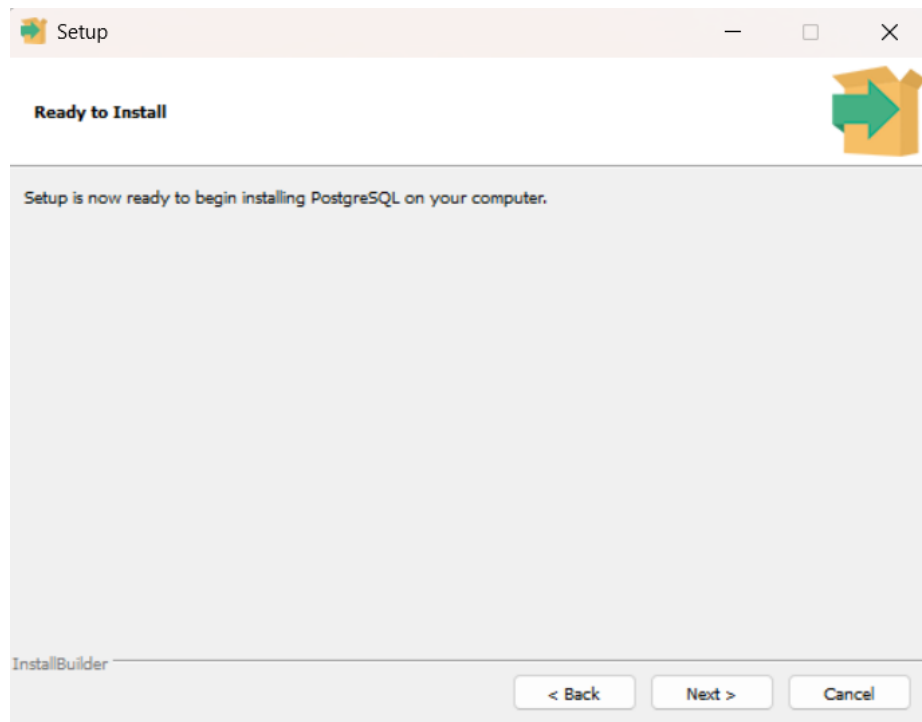 Setup
Ready to Install
Setup is now ready to begin installing PostgreSQL on your computer.
InstallBuilder
< Back Next > Cancel